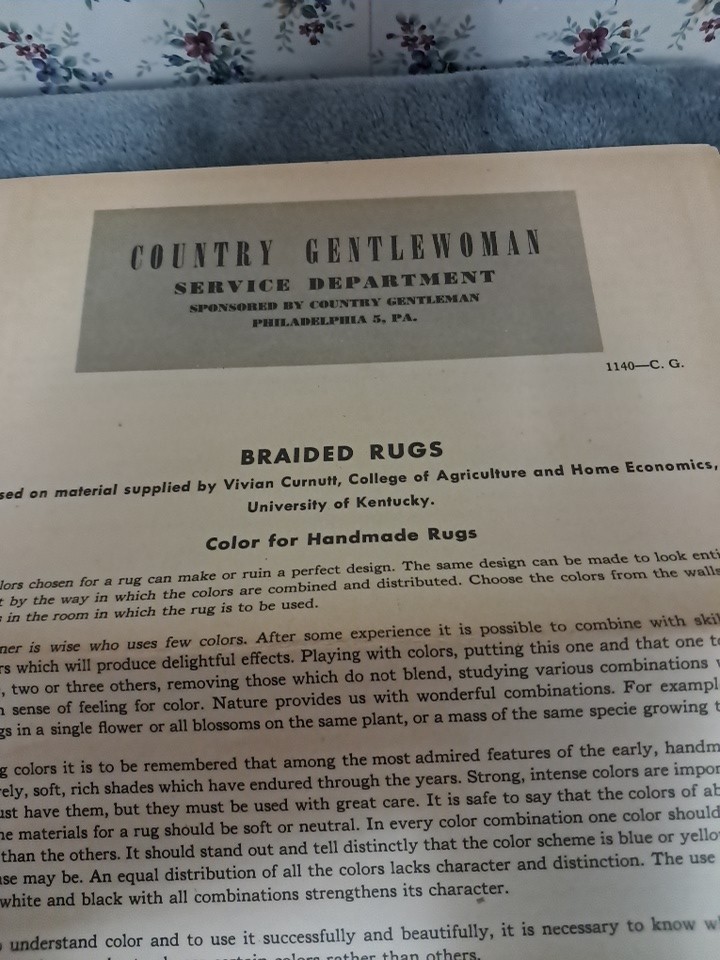 COUNTRY GENTLEWOMAN
SERVICE DEPARTMENT
SPONSORED BY COUNTRY GENTLEMAN
PHILADELPHIA 5, PA.
1140—C. G.
BRAIDED RUGS
sed on material supplied by Vivian Curnutt, College of Agriculture and Home Economics,
University of Kentucky.
Color for Handmade Rugs
lors chosen for a rug can make or ruin a perfect design. The same design can be made to look enti
t by the way in which the colors are combined and distributed. Choose the colors from the walls
s in the room in which the rug is to be used.
ner is wise who uses few colors. After some experience it is possible to combine with skil
rs which will produce delightful effects. Playing with colors, putting this one and that one to
, two or three others, removing those which do not blend, studying various combinations
n sense of feeling for color. Nature provides us with wonderful combinations. For exampl
gs in a single flower or all blossoms on the same plant, or a mass of the same specie growing t
g colors it is to be remembered that among the most admired features of the early, handm
vely, soft, rich shades which have endured through the years. Strong, intense colors are impor
ust have them, but they must be used with great care. It is safe to say that the colors of ab
he materials for a rug should be soft or neutral. In every color combination one color should
than the others. It should stand out and tell distinctly that the color scheme is blue or yello
ase may be. An equal distribution of all the colors lacks character and distinction. The use
white and black with all combinations strengthens its character.
o understand color and to use it successfully and beautifully, it is necessary to know w
certain colors rather than others.